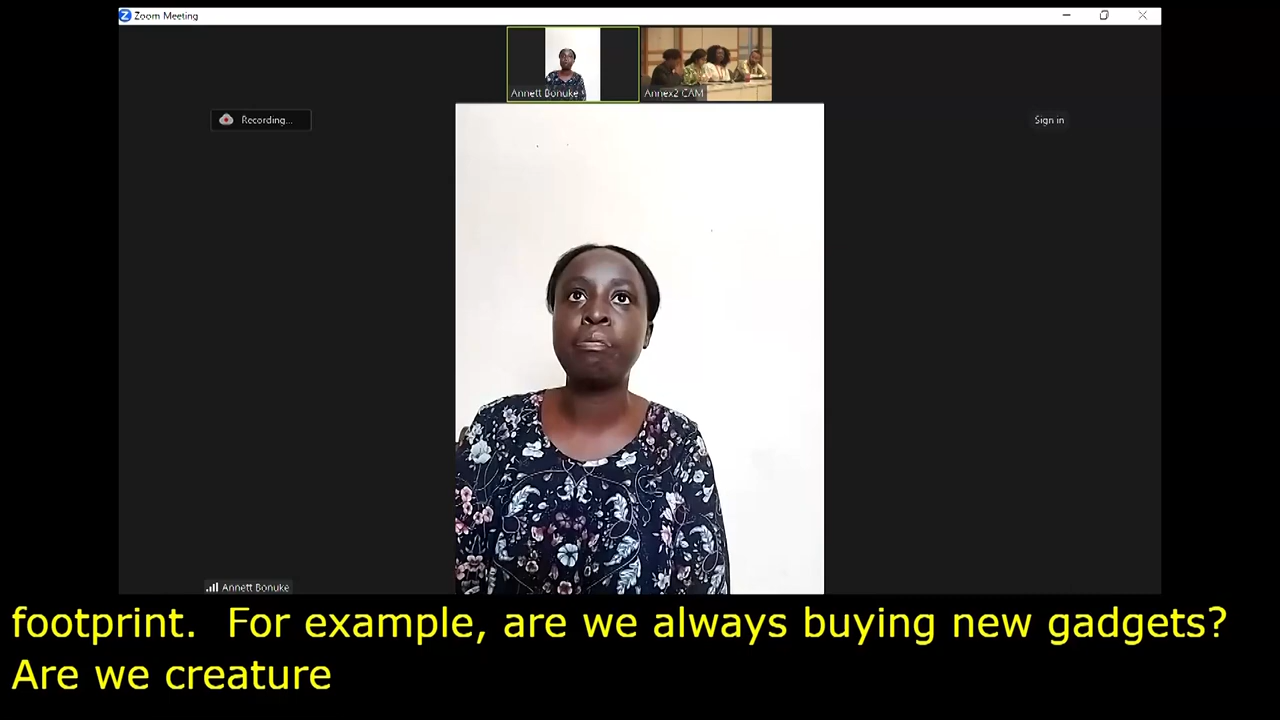 Zoom Meeting
Annett Bonuke
Annex2 CAM
Recording...
Sign in
Annett Bonuke
footprint.  For example, are we always buying new gadgets?
Are we creature